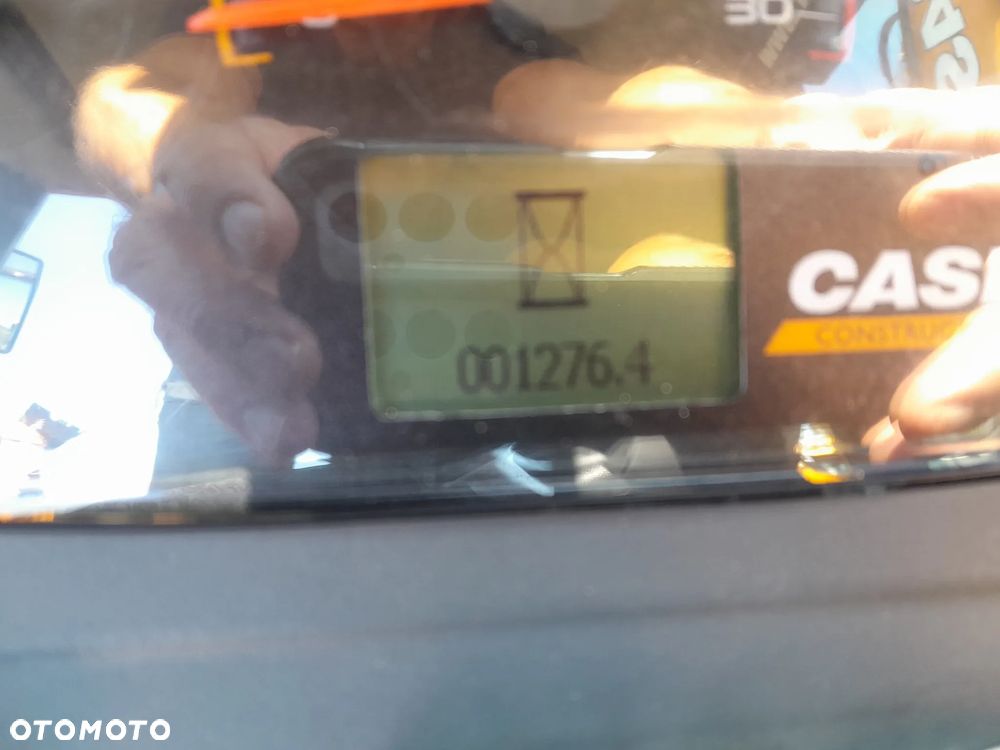 30
001276.4
CASE
CONSTRUC
OTOMOTO